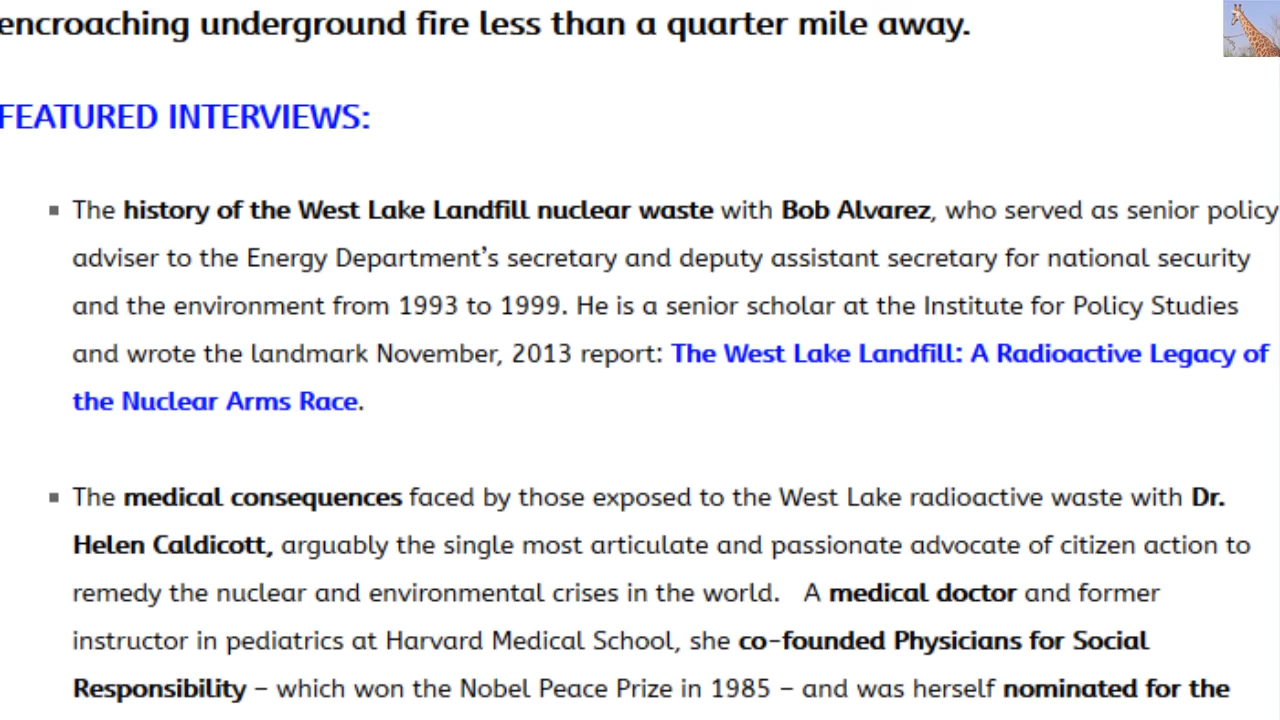 encroaching underground fire less than a quarter mile away.
FEATURED INTERVIEWS:
The history of the West Lake Landfill nuclear waste with Bob Alvarez, who served as senior policy
adviser to the Energy Department’s secretary and deputy assistant secretary for national security
and the environment from 1993 to 1999. He is a senior scholar at the Institute for Policy Studies
and wrote the landmark November, 2013 report: The West Lake Landfill: A Radioactive Legacy of
the Nuclear Arms Race.
The medical consequences faced by those exposed to the West Lake radioactive waste with Dr.
Helen Caldicott, arguably the single most articulate and passionate advocate of citizen action to
remedy the nuclear and environmental crises in the world. A medical doctor and former
instructor in pediatrics at Harvard Medical School, she co-founded Physicians for Social
Responsibility – which won the Nobel Peace Prize in 1985 – and was herself nominated for the